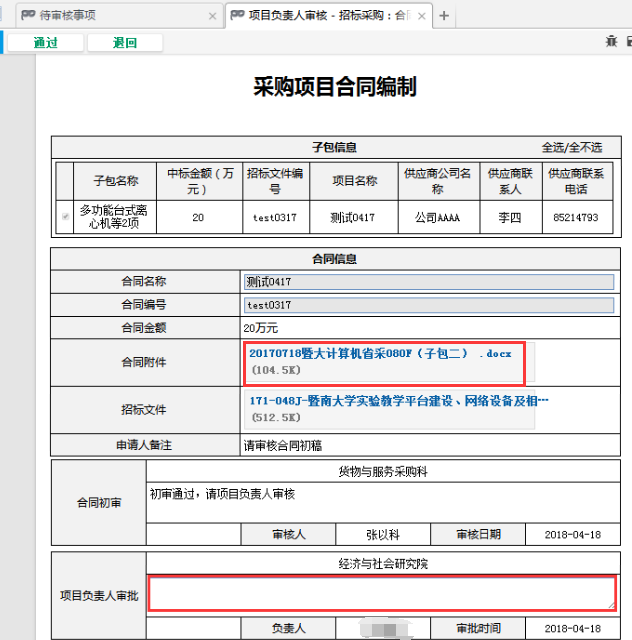 待审核事项
项目负责人审核 - 招标采购：合同
通过
退回
采购项目合同编制
子包信息
全选/全不选
子包名称
中标金额（万元）
招标文件编号
项目名称
供应商公司名称
供应商联系人
供应商联系电话
多功能台式离心机等2项
20
test0317
测试0417
公司AAAA
李四
85214793
合同信息
合同名称
测试0417
合同编号
test0317
合同金额
20万元
合同附件
20170718暨大计算机省采080F（子包二） .docx
(104.5K)
招标文件
171-048J-暨南大学实验教学平台建设、网络设备及相…
(512.5K)
申请人备注
请审核合同初稿
合同初审
货物与服务采购科
初审通过，请项目负责人审核
审核人
张以科
审核日期
2018-04-18
项目负责人审批
经济与社会研究院
负责人
审批时间
2018-04-18